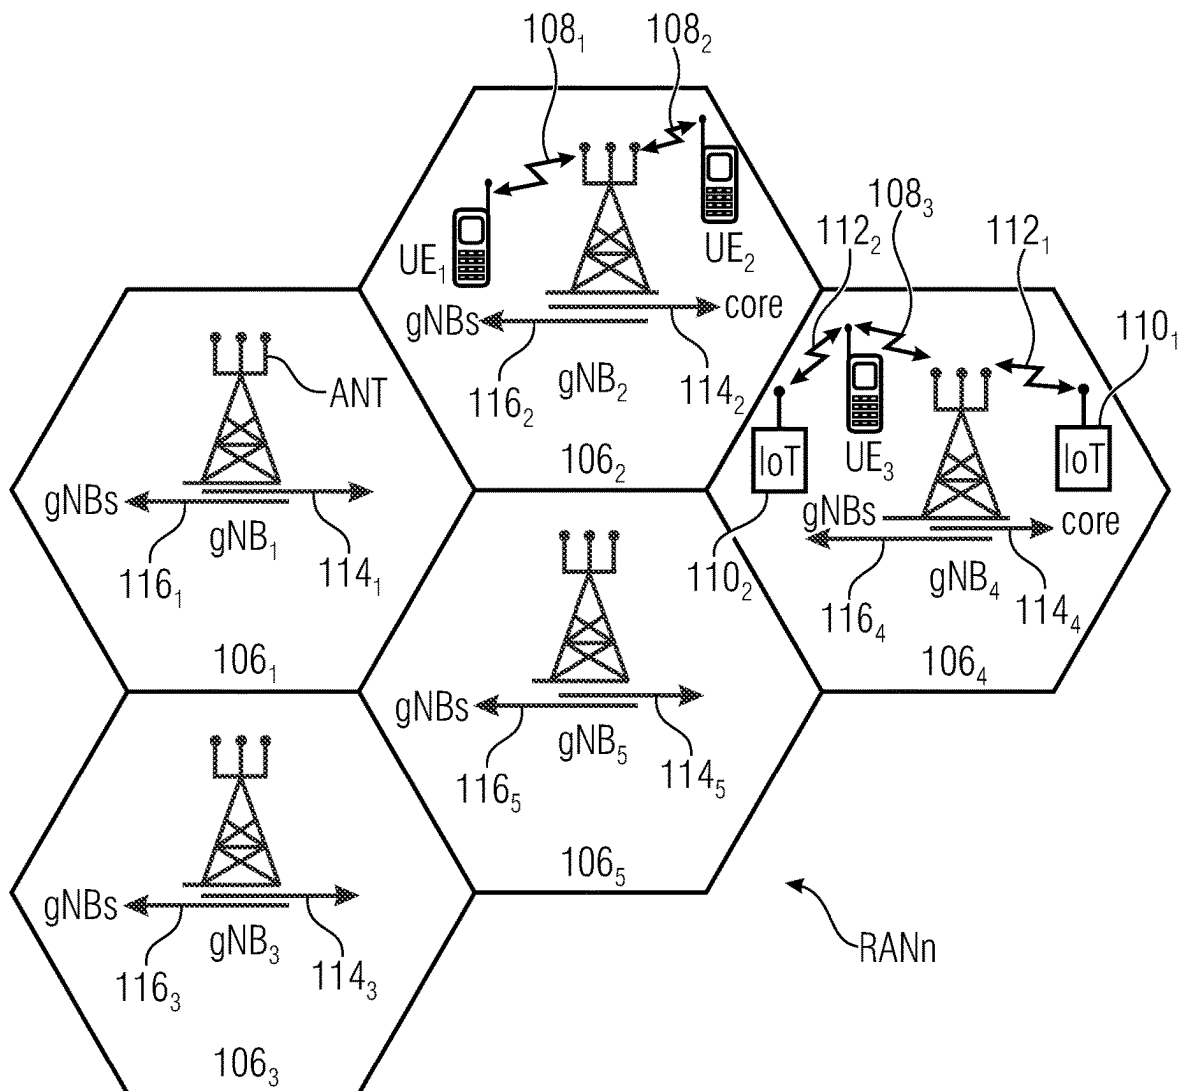 108₁ 108₂
108₃
112₂ 112₁
UE₁ UE₂
gNBs core
110₁
116₂ gNB₂ 114₂
ANT
IoT UE₃ IoT
106₂
gNBs
gNBs core
gNB₁
116₁ 114₁
110₂ gNB₄
116₄ 114₄
106₁ 106₄
gNBs
gNB₅
116₅ 114₅
106₅
gNBs
gNB₃
RANn
116₃ 114₃
106₃